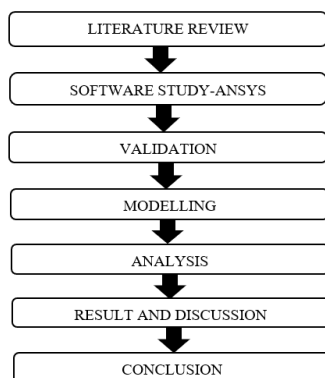 LITERATURE REVIEW
SOFTWARE STUDY-ANSYS
VALIDATION
MODELLING
ANALYSIS
RESULT AND DISCUSSION
CONCLUSION